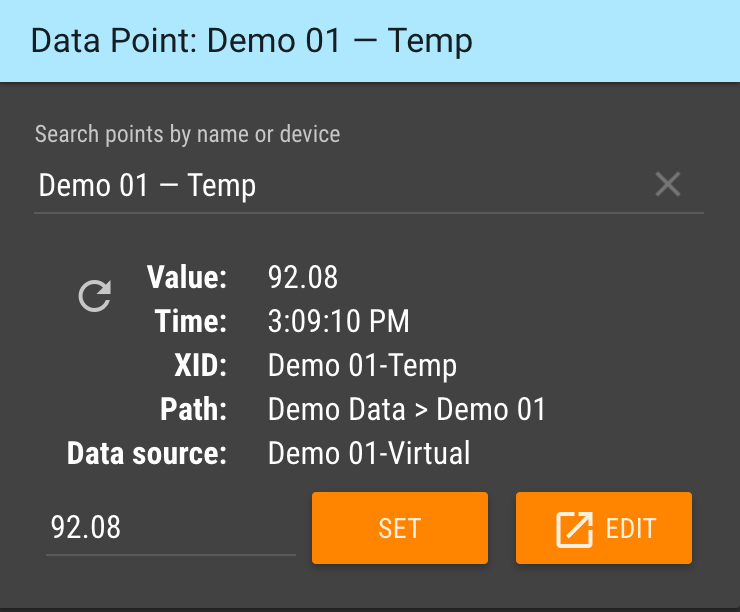 Data Point: Demo 01 — Temp
Search points by name or device
Demo 01 — Temp
Value: 92.08
Time: 3:09:10 PM
XID: Demo 01-Temp
Path: Demo Data > Demo 01
Data source: Demo 01-Virtual
92.08 SET EDIT